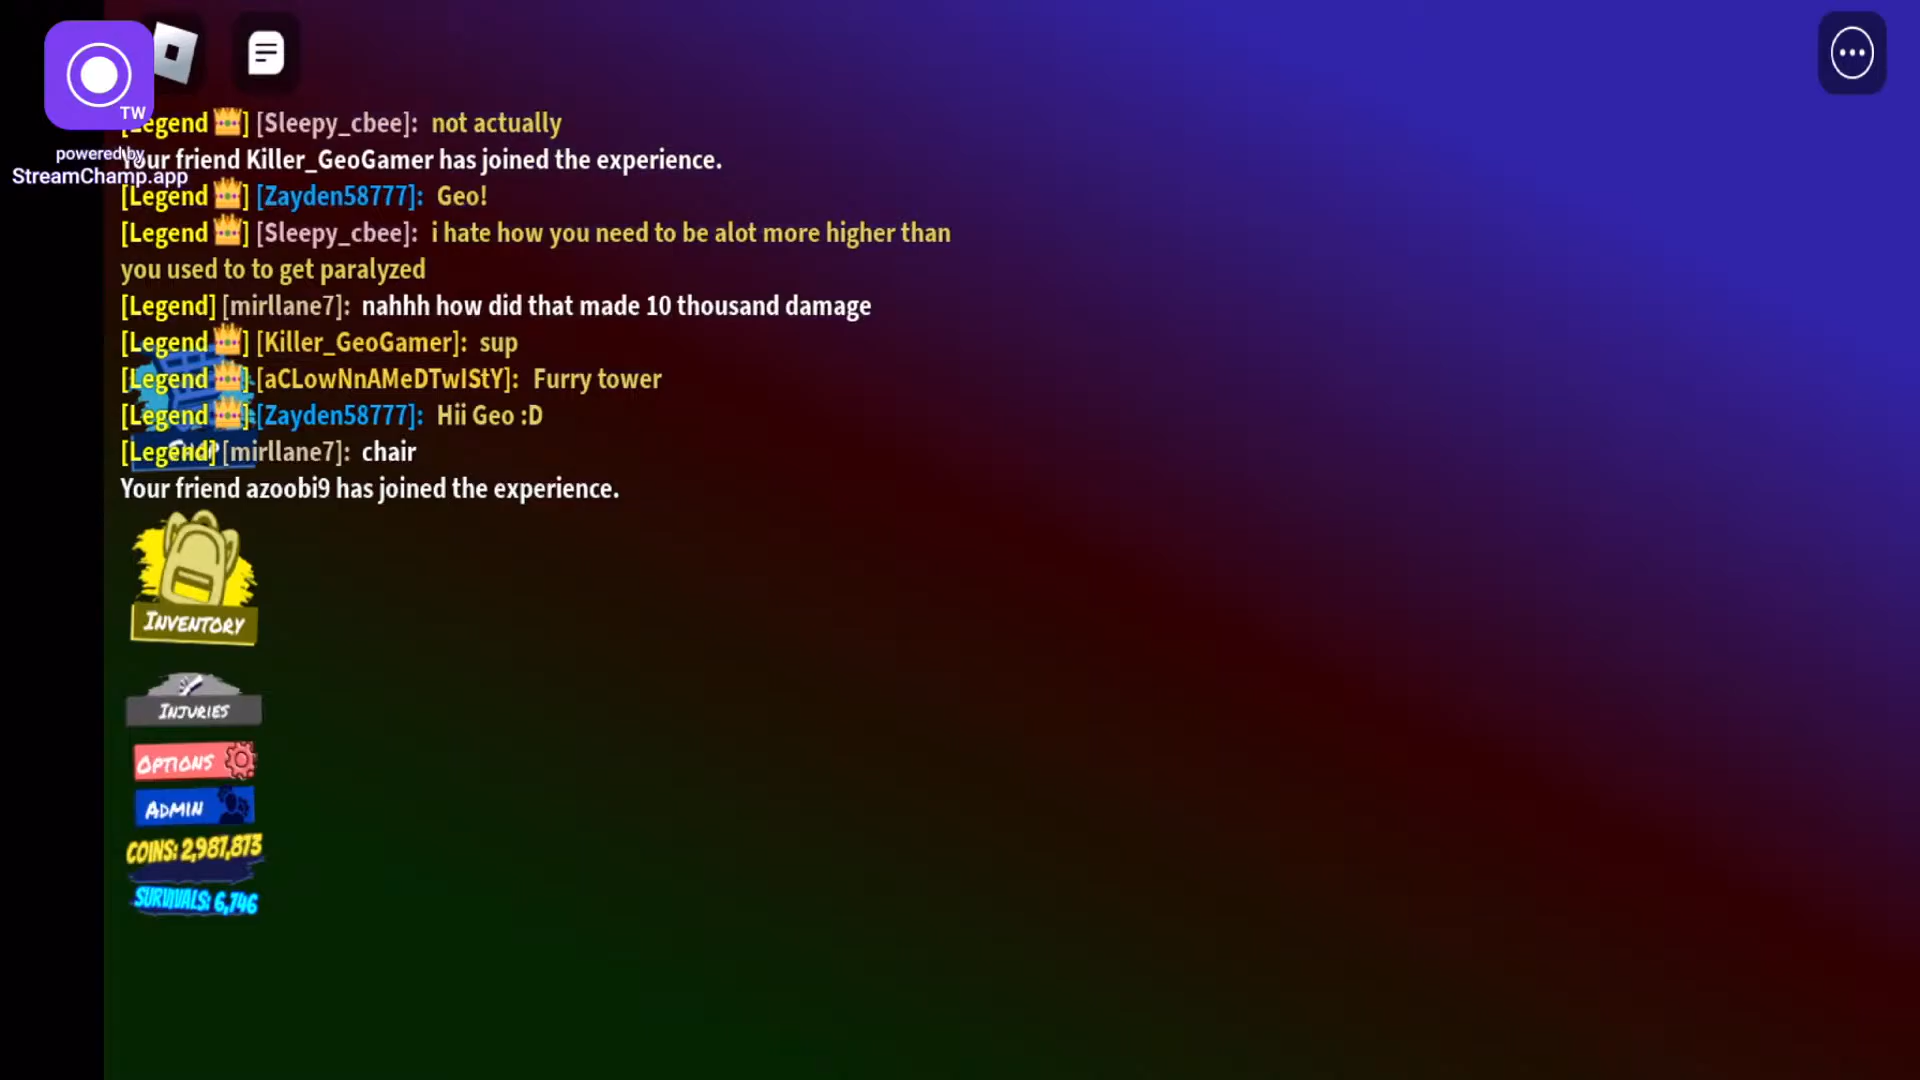 TW
powered by
StreamChamp.app
[Legend👑] [Sleepy_cbee]: not actually
Your friend Killer_GeoGamer has joined the experience.
[Legend👑] [Zayden58777]: Geo!
[Legend👑] [Sleepy_cbee]: i hate how you need to be alot more higher than
you used to to get paralyzed
[Legend] [mirllane7]: nahhh how did that made 10 thousand damage
[Legend👑] [Killer_GeoGamer]: sup
[Legend👑] [aCLowNnAMeDTwIStY]: Furry tower
[Legend👑] [Zayden58777]: Hii Geo :D
[Legend] [mirllane7]: chair
Your friend azoobi9 has joined the experience.
INVENTORY
INJURIES
OPTIONS
ADMIN
COINS: 2,987,873
SURVIVALS: 6,746